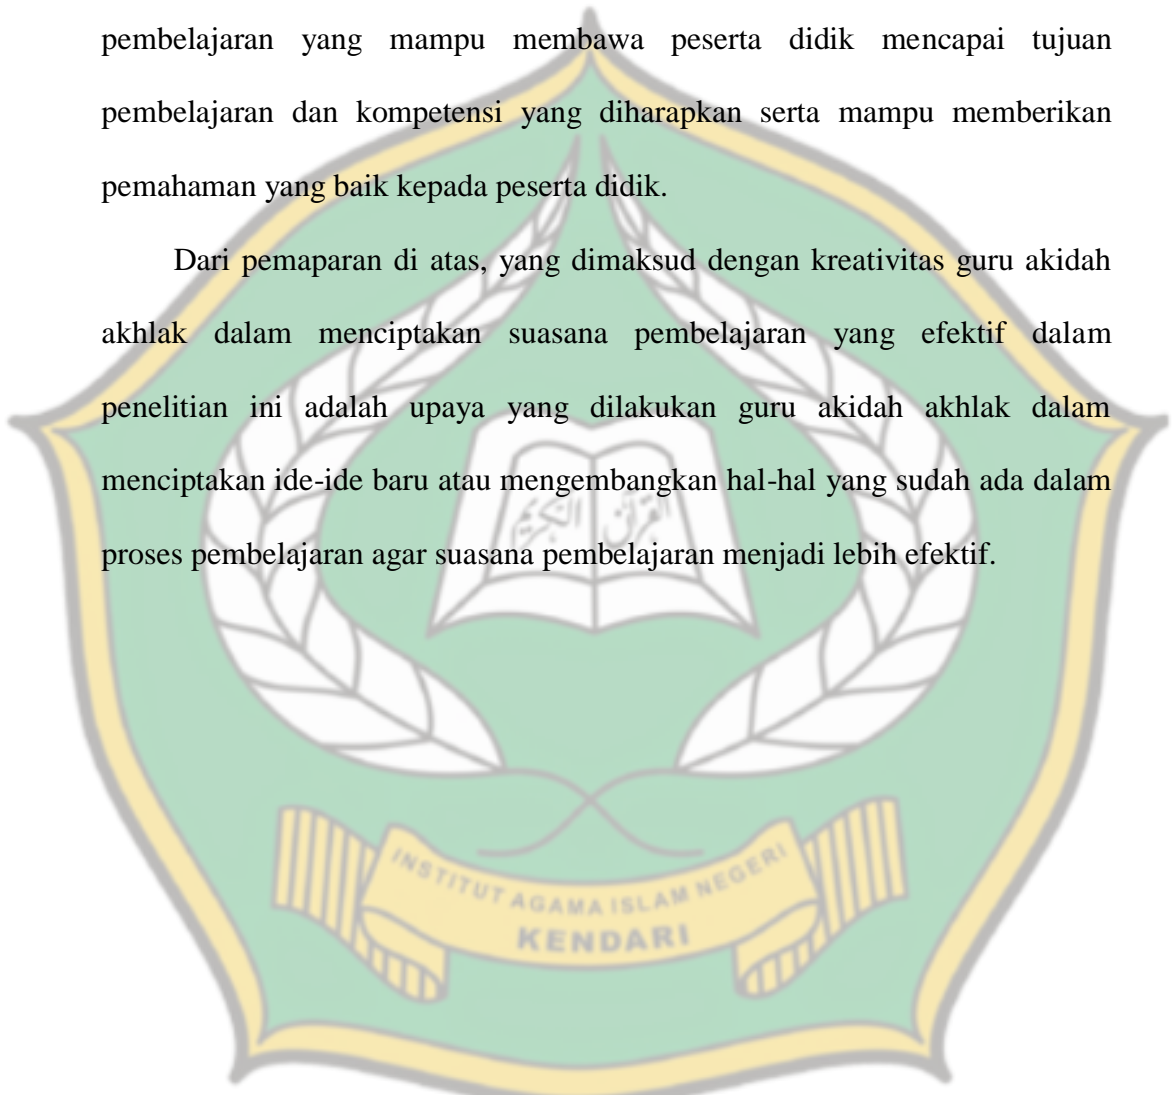 pembelajaran yang mampu membawa peserta didik mencapai tujuan
pembelajaran dan kompetensi yang diharapkan serta mampu memberikan
pemahaman yang baik kepada peserta didik.
Dari pemaparan di atas, yang dimaksud dengan kreativitas guru akidah
akhlak dalam menciptakan suasana pembelajaran yang efektif dalam
penelitian ini adalah upaya yang dilakukan guru akidah akhlak dalam
menciptakan ide-ide baru atau mengembangkan hal-hal yang sudah ada dalam
القرآن الكريم
proses pembelajaran agar suasana pembelajaran menjadi lebih efektif.
INSTITUT AGAMA ISLAM NEGERI
KENDARI